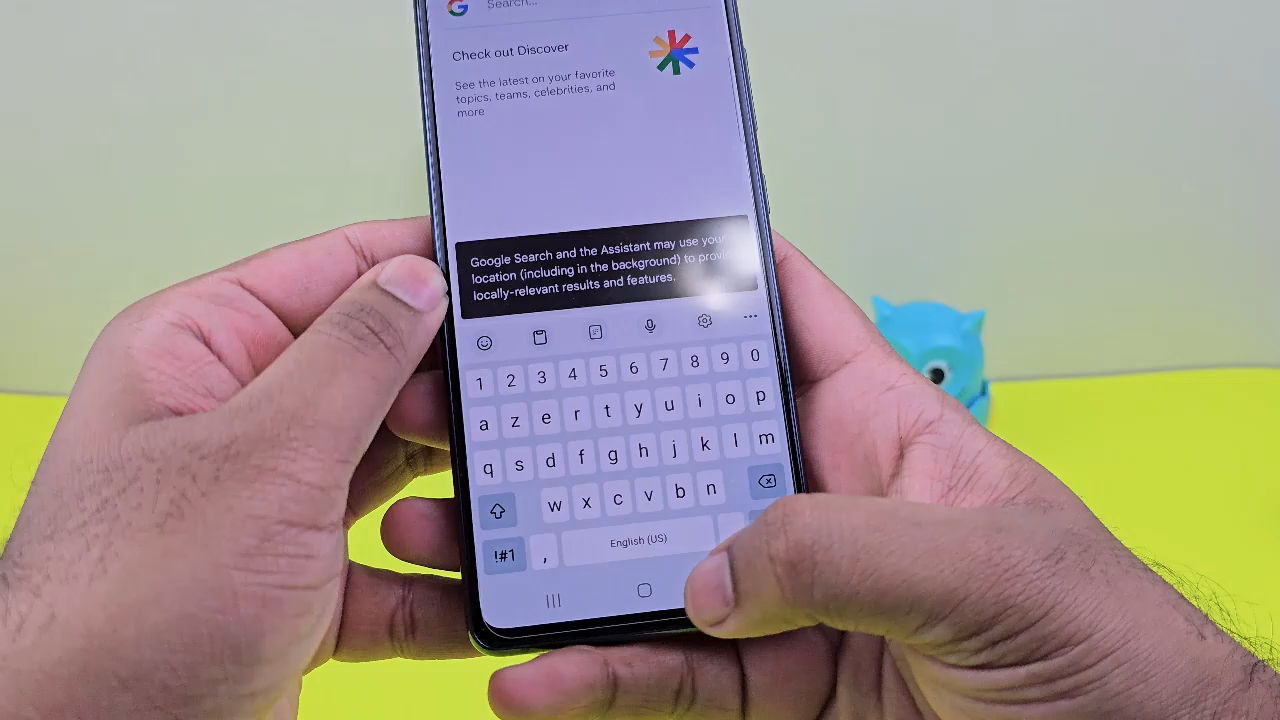 G Search...
Check out Discover
See the latest on your favorite
topics, teams, celebrities, and
more
Google Search and the Assistant may use your
location (including in the background) to
locally-relevant results and features.
1 2 3 4 5 6 7 8 9 0
a z e r t y u i o p
q s d f g h j k l m
w x c v b n
!#1 , English (US)